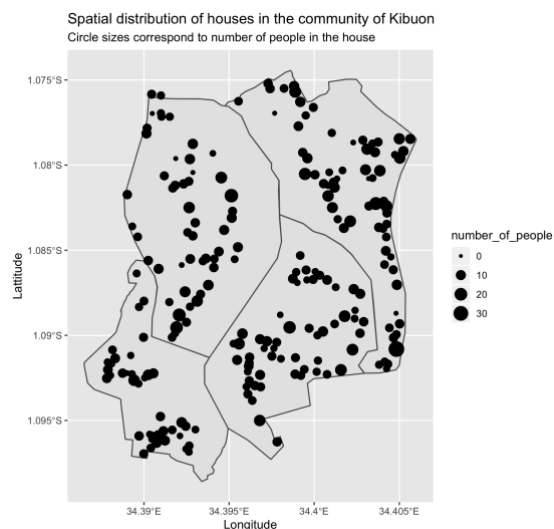 Spatial distribution of houses in the community of Kibuon
Circle sizes correspond to number of people in the house
1.075°S
1.08°S
1.085°S
1.09°S
1.095°S
Lattitude
34.39°E
34.395°E
34.4°E
34.405°E
Longitude
number_of_people
0
10
20
30